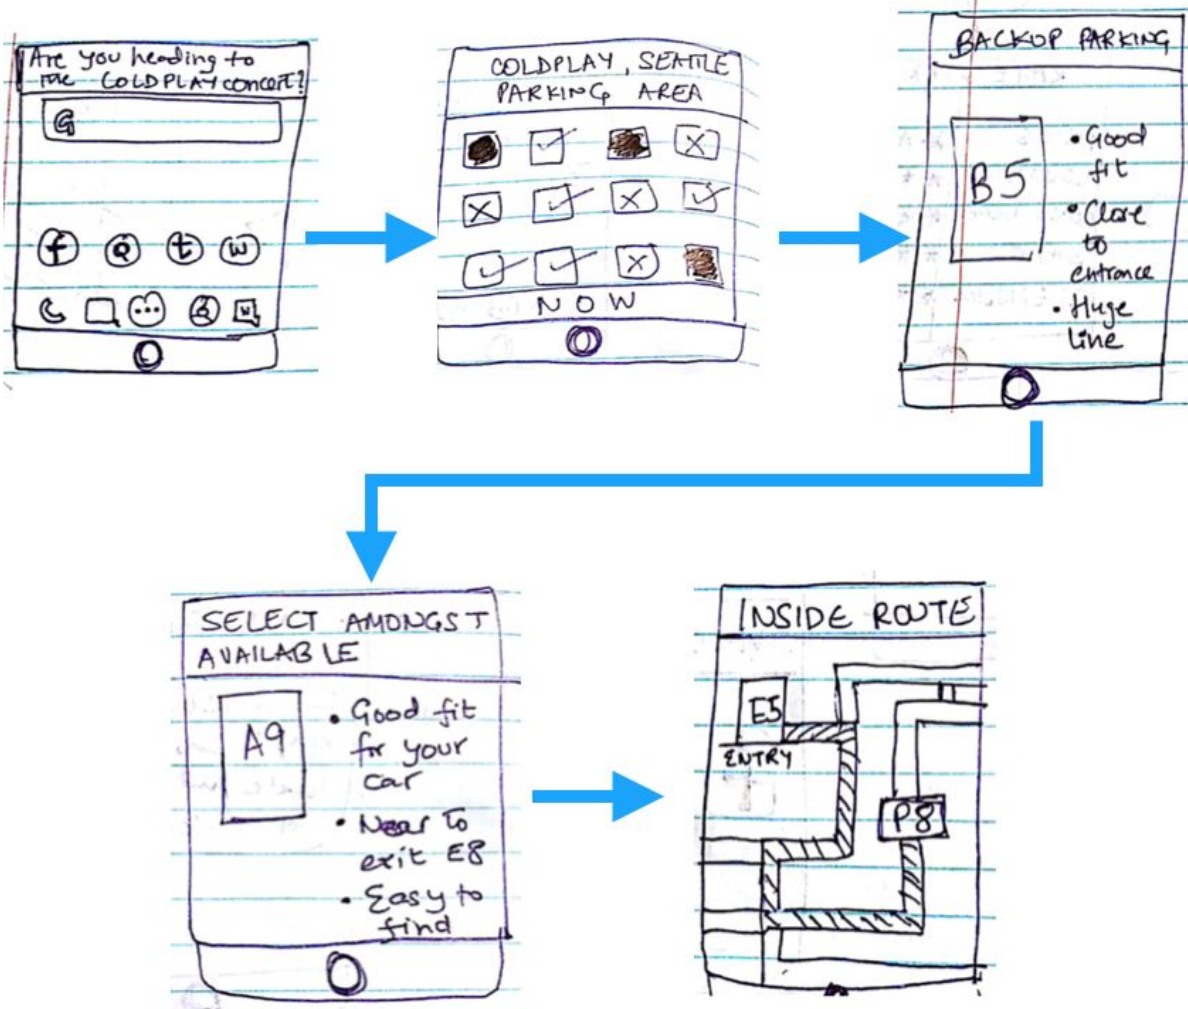 Are you heading to
the COLDPLAY concert?
G
f
t
W
W
COLDPLAY, SEATTLE
PARKING AREA
NOW
BACKUP PARKING
B5
• Good
fit
• Close
to
entrance
• Huge
line
SELECT AMONGST
AVAILABLE
A9
• Good fit
for your
car
• Near to
exit E8
• Easy to
find
INSIDE ROUTE
E5
ENTRY
P8